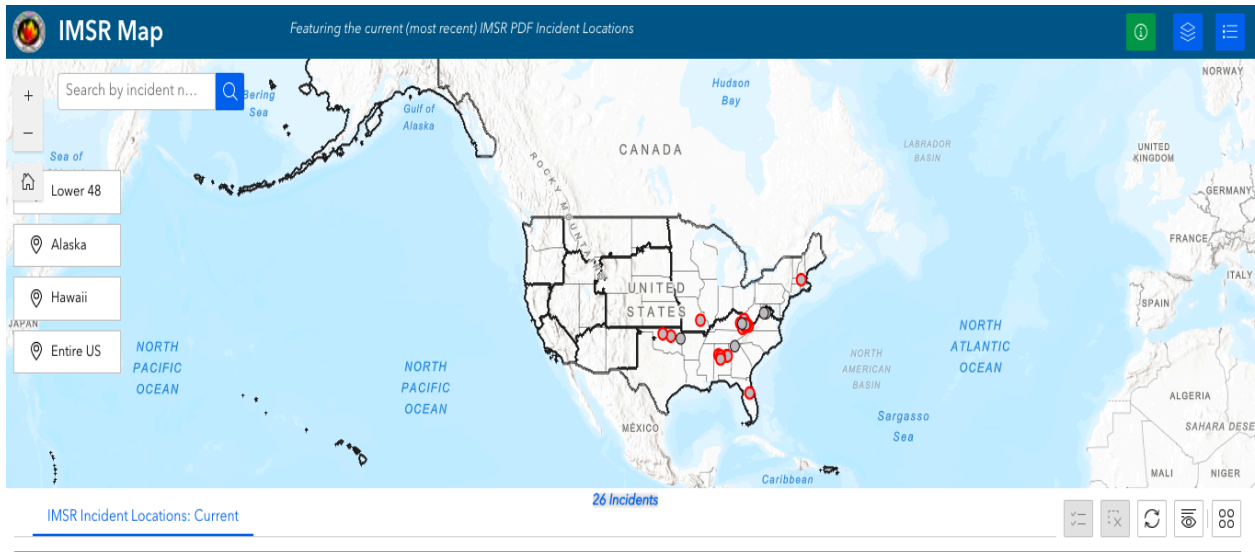 IMSR Map
Featuring the current (most recent) IMSR PDF Incident Locations
+
Search by incident n...
−
Bering
Sea
Gulf of
Alaska
Hudson
Bay
NORWAY
Sea of
CANADA
LABRADOR
BASIN
UNITED
KINGDOM
ROCKY MOUNTAINS
Lower 48
GERMANY
Alaska
FRANCE
ITALY
UNITED
STATES
Hawaii
SPAIN
JAPAN
Entire US
NORTH
PACIFIC
OCEAN
NORTH
PACIFIC
OCEAN
NORTH
ATLANTIC
OCEAN
NORTH
AMERICAN
BASIN
ALGERIA
MÉXICO
Sargasso
Sea
SAHARA DESE
Caribbean
MALI
NIGER
26 Incidents
IMSR Incident Locations: Current